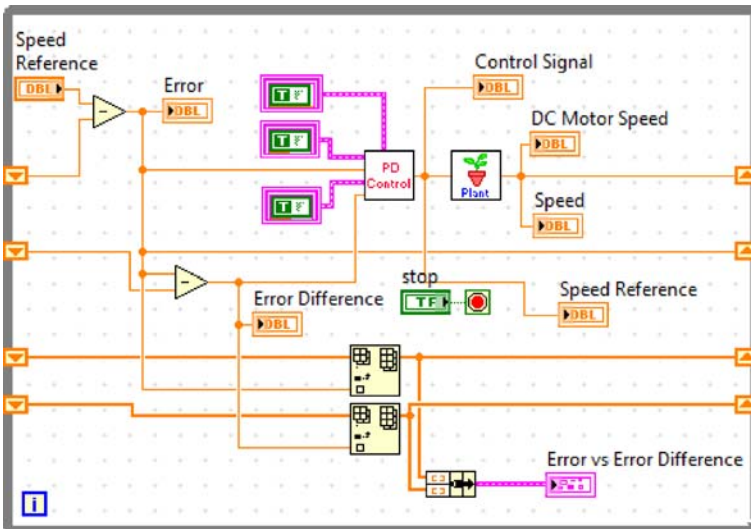 Speed
Reference
DBL
Error
DBL
Control Signal
DBL
DC Motor Speed
DBL
T F
T F
T F
PD
Control
Plant
Speed
DBL
stop
TF
Error Difference
DBL
Speed Reference
DBL
Error vs Error Difference
i